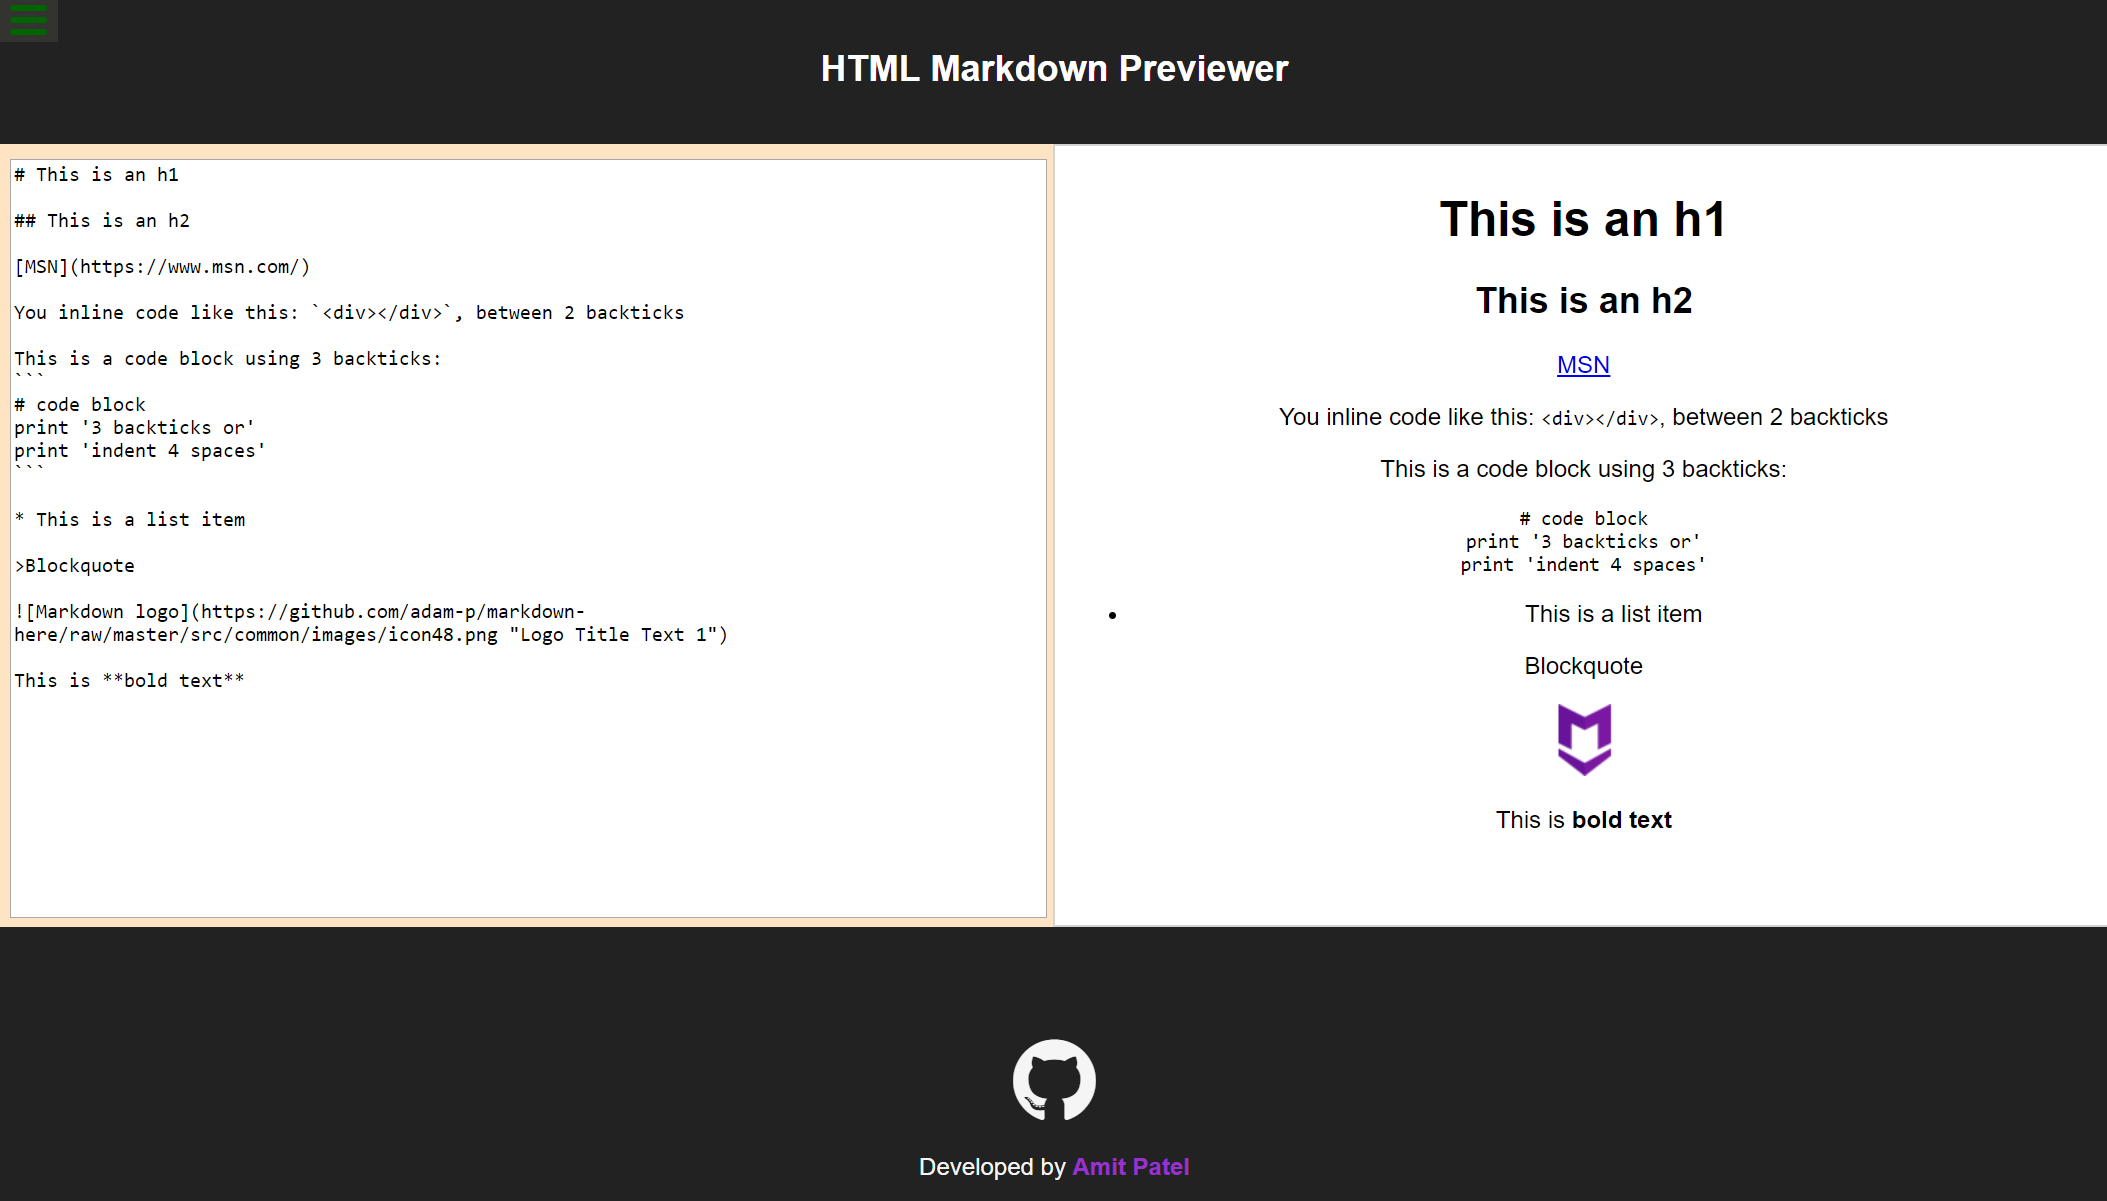 HTML Markdown Previewer
# This is an h1
## This is an h2
[MSN](https://www.msn.com/)
You inline code like this: `<div></div>`, between 2 backticks
This is a code block using 3 backticks:
```
# code block
print '3 backticks or'
print 'indent 4 spaces'
```
* This is a list item
>Blockquote
![Markdown logo](https://github.com/adam-p/markdown-
here/raw/master/src/common/images/icon48.png "Logo Title Text 1")
This is **bold text**
This is an h1
This is an h2
MSN
You inline code like this: <div></div>, between 2 backticks
This is a code block using 3 backticks:
# code block
print '3 backticks or'
print 'indent 4 spaces'
• This is a list item
Blockquote
This is bold text
Developed by Amit Patel